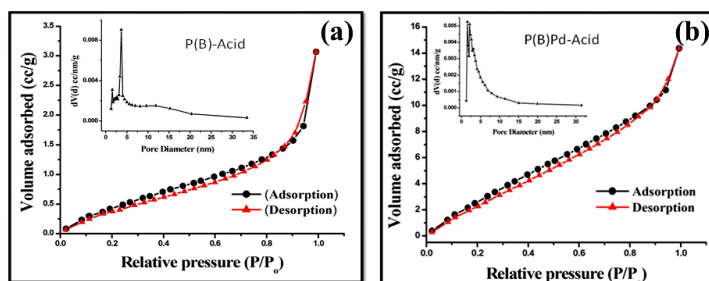 (a)
P(B)-Acid
0.008
0.004
0.000
dV(d) cc/nm/g
0 5 10 15 20 25 30 35
Pore Diameter (nm)
3.5
3.0
2.5
2.0
1.5
1.0
0.5
0.0
Volume adsorbed (cc/g)
(Adsorption)
(Desorption)
0.0 0.2 0.4 0.6 0.8 1.0
Relative pressure (P/Po)
(b)
P(B)Pd-Acid
0.005
0.004
0.003
0.002
0.001
0.000
dV(d) cc/nm/g
0 5 10 15 20 25 30
Pore Diameter (nm)
16
14
12
10
8
6
4
2
0
Volume adsorbed (cc/g)
Adsorption
Desorption
0.0 0.2 0.4 0.6 0.8 1.0
Relative pressure (P/P